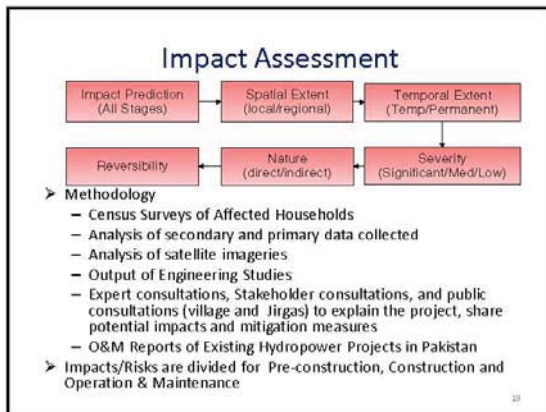 Impact Assessment
Impact Prediction
(All Stages)
Spatial Extent
(local/regional)
Temporal Extent
(Temp/Permanent)
Reversibility
Nature
(direct/indirect)
Severity
(Significant/Med/Low)
➢ Methodology
– Census Surveys of Affected Households
– Analysis of secondary and primary data collected
– Analysis of satellite imageries
– Output of Engineering Studies
– Expert consultations, Stakeholder consultations, and public
consultations (village and Jirgas) to explain the project, share
potential impacts and mitigation measures
– O&M Reports of Existing Hydropower Projects in Pakistan
➢ Impacts/Risks are divided for Pre-construction, Construction and
Operation & Maintenance